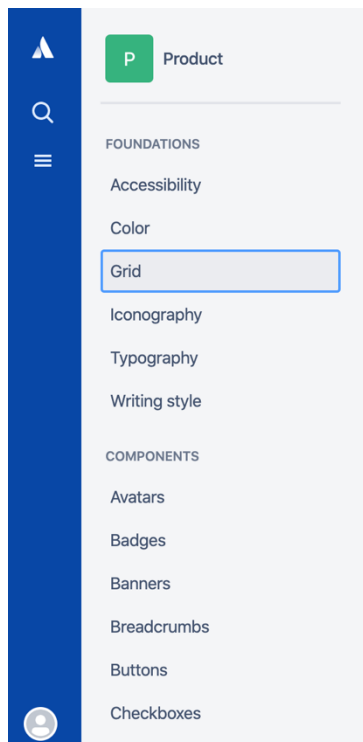 P
Product
FOUNDATIONS
Accessibility
Color
Grid
Iconography
Typography
Writing style
COMPONENTS
Avatars
Badges
Banners
Breadcrumbs
Buttons
Checkboxes